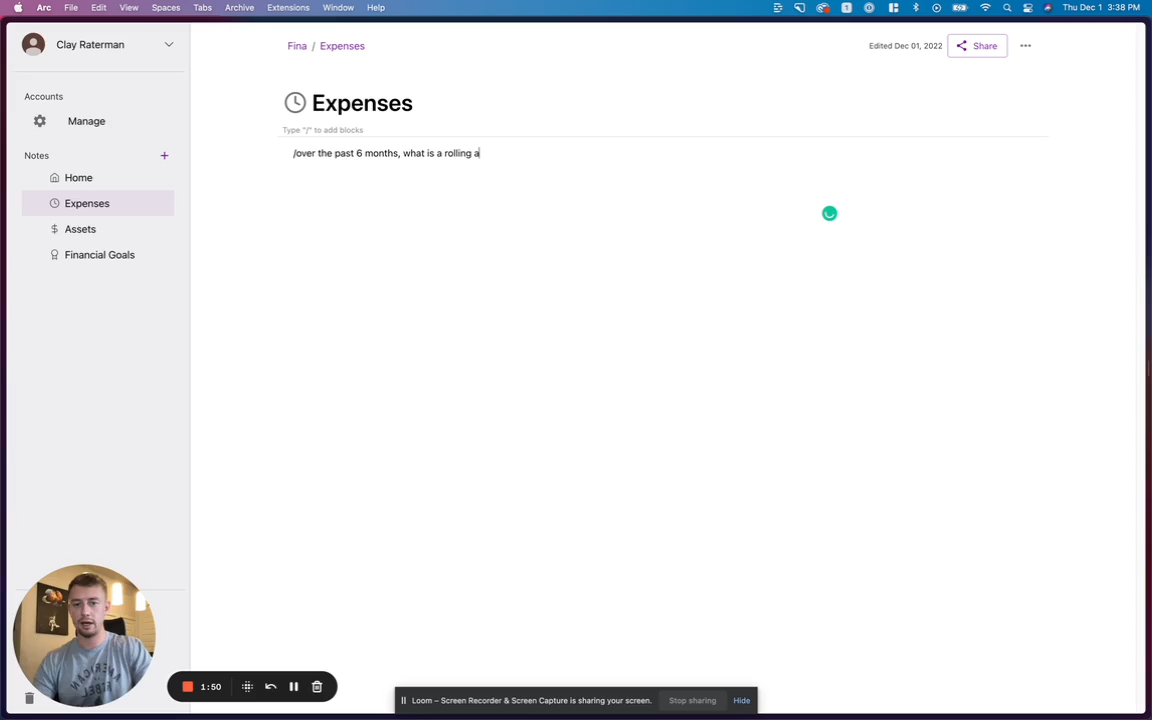 Arc File Edit View Spaces Tabs Archive Extensions Window Help
1
Thu Dec 1 3:38 PM
Clay Raterman
Fina / Expenses
Edited Dec 01, 2022
Share
Accounts
Manage
Notes
Home
Expenses
Assets
Financial Goals
Expenses
Type "/" to add blocks
/over the past 6 months, what is a rolling a
1:50
Loom – Screen Recorder & Screen Capture is sharing your screen.
Stop sharing
Hide